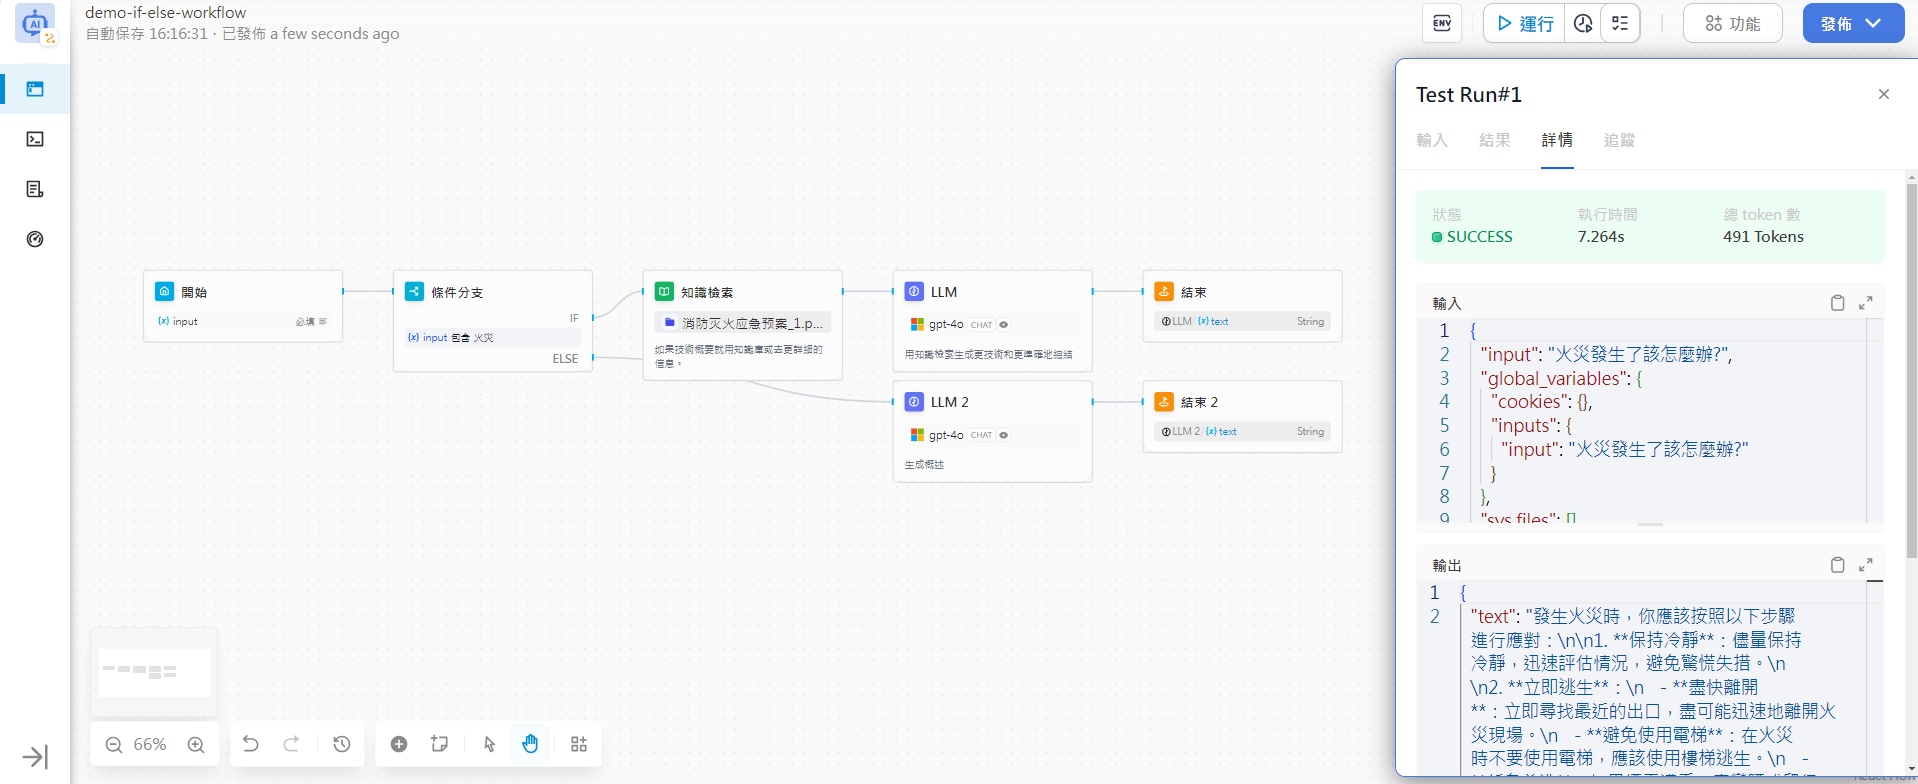 demo-if-else-workflow
自動保存 16:16:31 · 已發佈 a few seconds ago
ENV
運行
功能
發佈
開始
input
必填
條件分支
IF
input 包含 火災
ELSE
知識檢索
消防灭火应急预案_1.p...
如果技術概要就用知識庫或去更詳細的
信息。
LLM
gpt-4o CHAT
用知識檢索生成更技術和更準確地總結
結束
LLM / (x) text String
LLM 2
gpt-4o CHAT
生成概述
結束 2
LLM 2 / (x) text String
66%
Test Run#1
輸入 結果 詳情 追蹤
狀態 執行時間 總 token 數
SUCCESS 7.264s 491 Tokens
輸入
1 {
2 "input": "火災發生了該怎麼辦?",
3 "global_variables": {
4 "cookies": {},
5 "inputs": {
6 "input": "火災發生了該怎麼辦?"
7 }
8 },
9 "sys.files": []
輸出
1 {
2 "text": "發生火災時，你應該按照以下步驟
進行應對：\n\n1. **保持冷靜**：儘量保持
冷靜，迅速評估情況，避免驚慌失措。\n
\n2. **立即逃生**：\n - **盡快離開
**：立即尋找最近的出口，盡可能迅速地離開火
災現場。\n - **避免使用電梯**：在火災
時不要使用電梯，應該使用樓梯逃生。\n -
React Flow